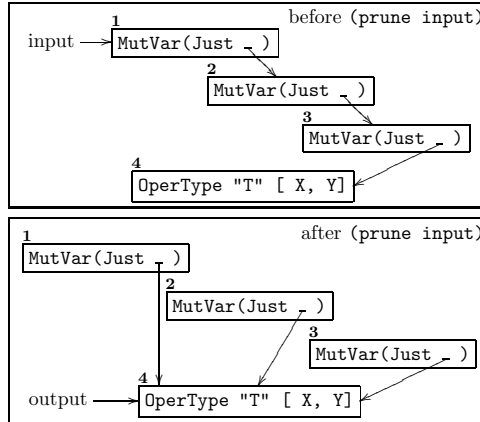 before (prune input)
1
input MutVar(Just _ )
2
MutVar(Just _ )
3
MutVar(Just _ )
4
OperType "T" [ X, Y]
after (prune input)
1
MutVar(Just _ )
2
MutVar(Just _ )
3
MutVar(Just _ )
4
output OperType "T" [ X, Y]